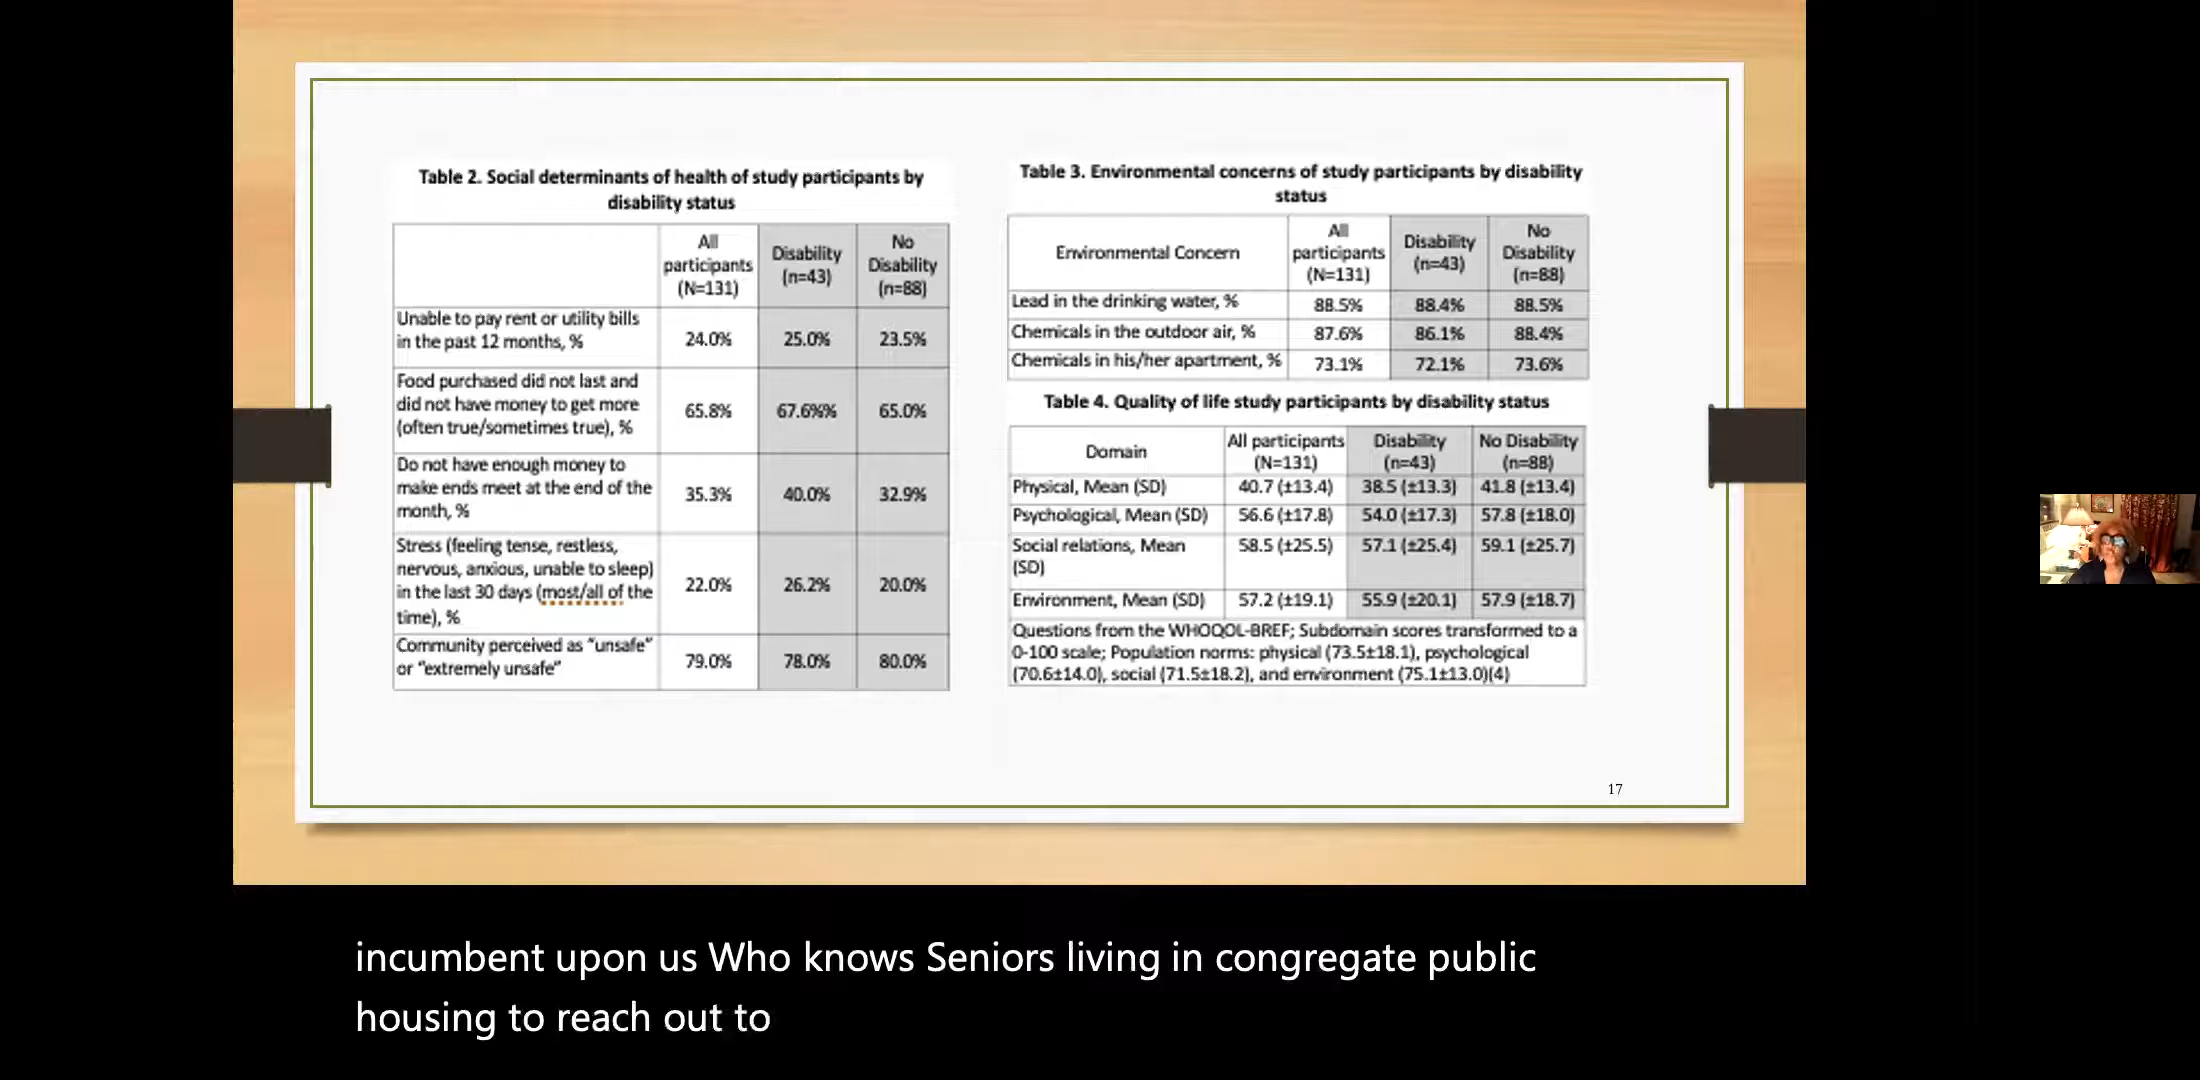 Table 2. Social determinants of health of study participants by
disability status
All
participants
(N=131)
Disability
(n=43)
No
Disability
(n=88)
Unable to pay rent or utility bills
in the past 12 months, %
24.0%
25.0%
23.5%
Food purchased did not last and
did not have money to get more
(often true/sometimes true), %
65.8%
67.6%%
65.0%
Do not have enough money to
make ends meet at the end of the
month, %
35.3%
40.0%
32.9%
Stress (feeling tense, restless,
nervous, anxious, unable to sleep)
in the last 30 days (most/all of the
time), %
22.0%
26.2%
20.0%
Community perceived as "unsafe"
or "extremely unsafe"
79.0%
78.0%
80.0%
Table 3. Environmental concerns of study participants by disability
status
Environmental Concern
All
participants
(N=131)
Disability
(n=43)
No
Disability
(n=88)
Lead in the drinking water, %
88.5%
88.4%
88.5%
Chemicals in the outdoor air, %
87.6%
86.1%
88.4%
Chemicals in his/her apartment, %
73.1%
72.1%
73.6%
Table 4. Quality of life study participants by disability status
Domain
All participants
(N=131)
Disability
(n=43)
No Disability
(n=88)
Physical, Mean (SD)
40.7 (±13.4)
38.5 (±13.3)
41.8 (±13.4)
Psychological, Mean (SD)
56.6 (±17.8)
54.0 (±17.3)
57.8 (±18.0)
Social relations, Mean
(SD)
58.5 (±25.5)
57.1 (±25.4)
59.1 (±25.7)
Environment, Mean (SD)
57.2 (±19.1)
55.9 (±20.1)
57.9 (±18.7)
Questions from the WHOQOL-BREF; Subdomain scores transformed to a
0-100 scale; Population norms: physical (73.5±18.1), psychological
(70.6±14.0), social (71.5±18.2), and environment (75.1±13.0)(4)
17
incumbent upon us Who knows Seniors living in congregate public
housing to reach out to